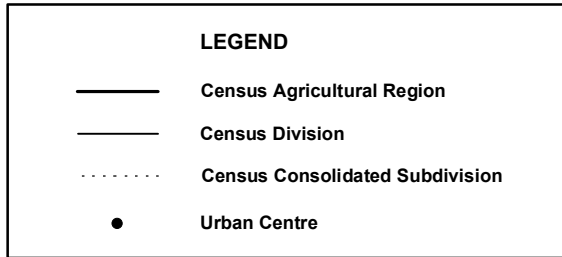 LEGEND
Census Agricultural Region
Census Division
Census Consolidated Subdivision
Urban Centre